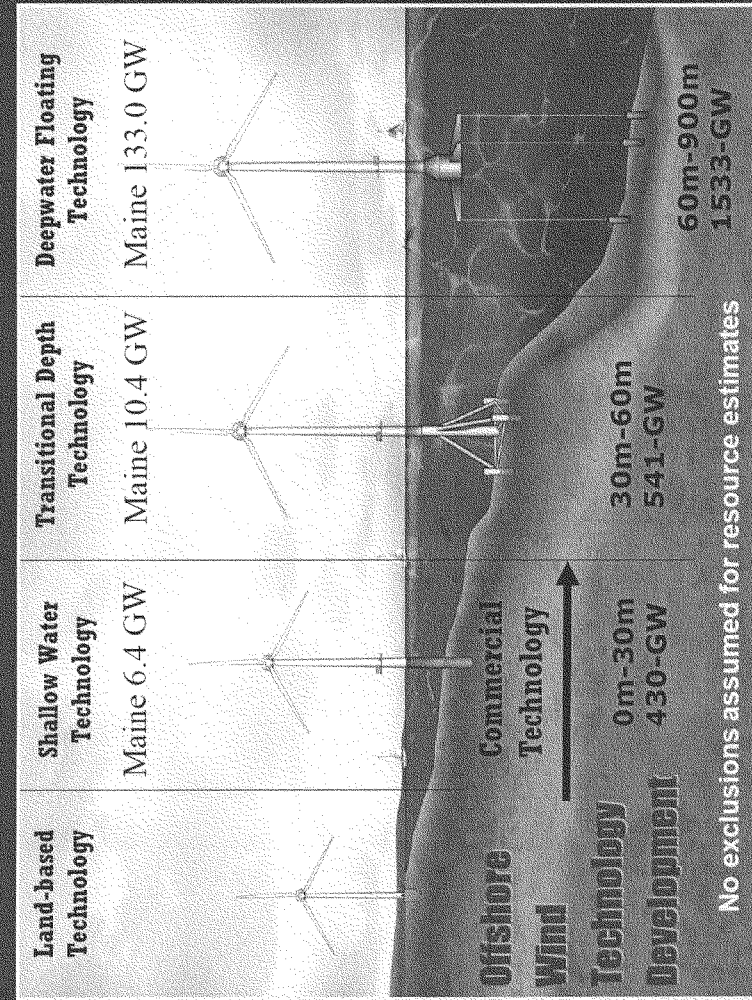 Land-based
Technology
Shallow Water
Technology
Maine 6.4 GW
Transitional Depth
Technology
Maine 10.4 GW
Deepwater Floating
Technology
Maine 133.0 GW
Offshore
Wind
Technology
Development
Commercial
Technology
0m-30m
430-GW
30m-60m
541-GW
60m-900m
1533-GW
No exclusions assumed for resource estimates